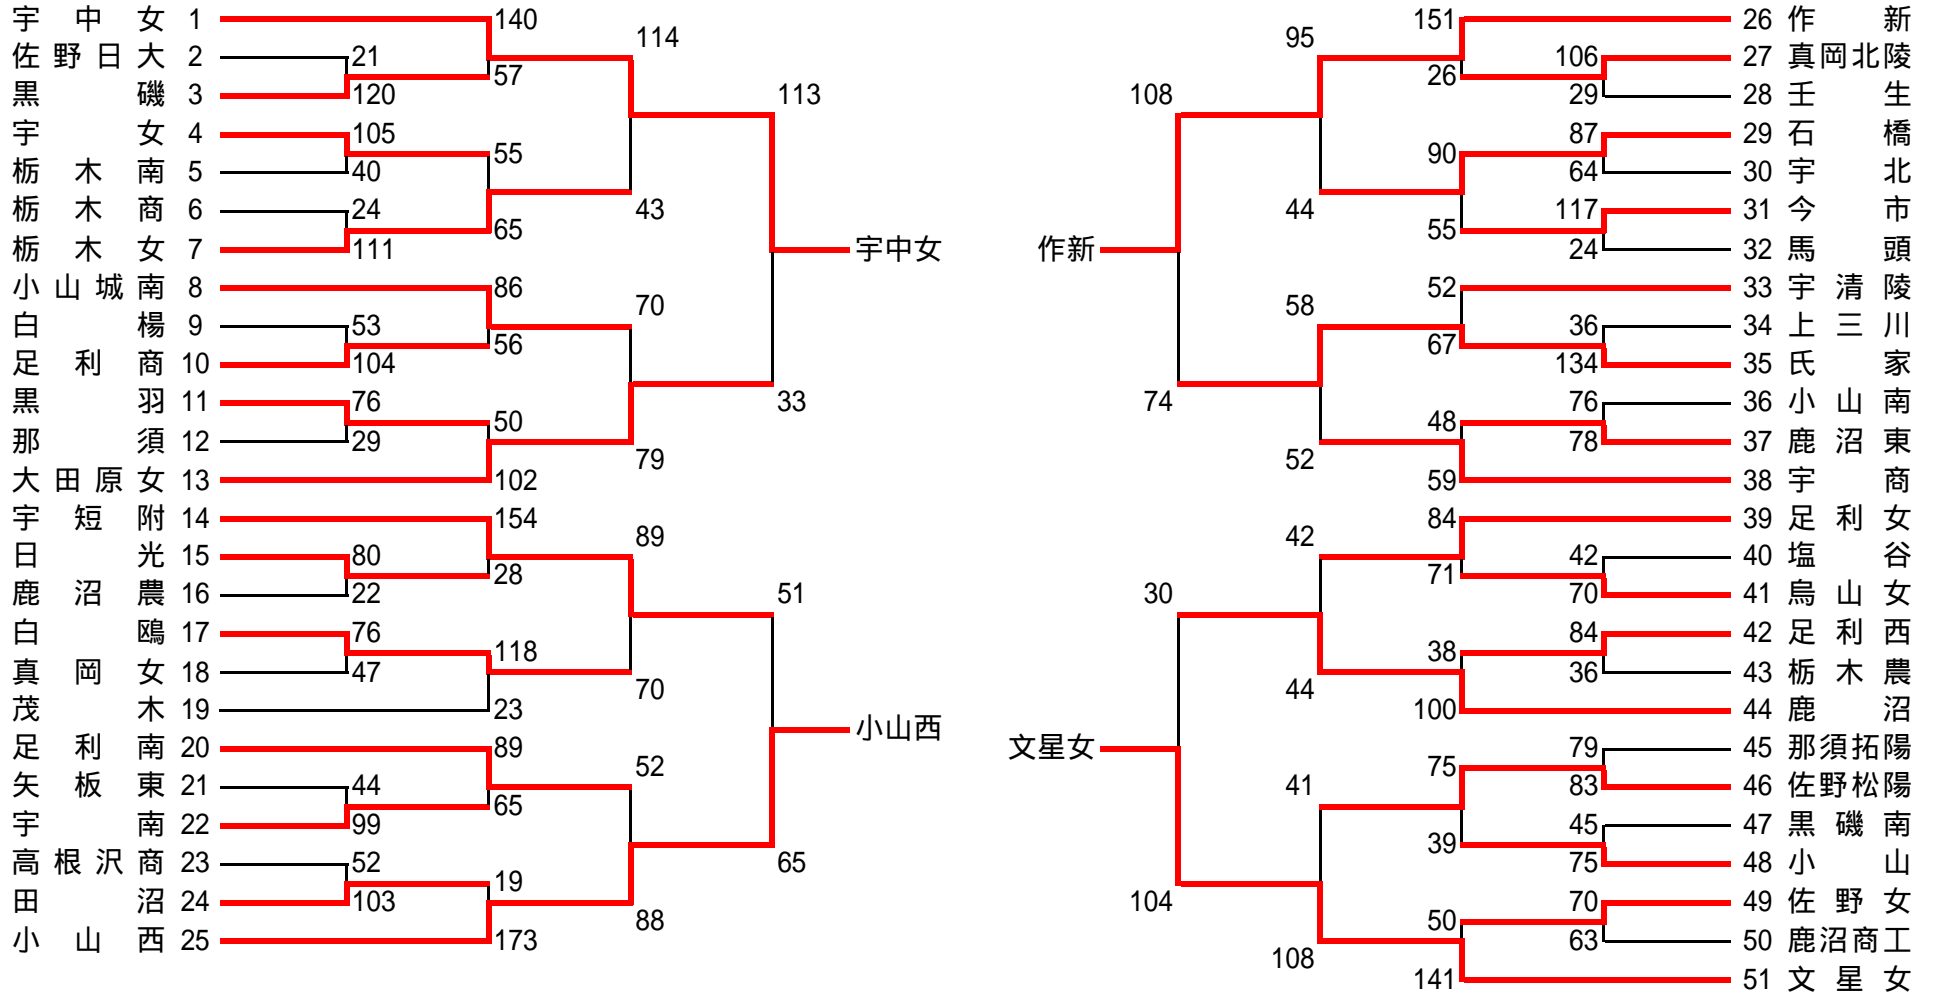 宇中女 1 140
114
佐野日大 2 21
57
黒磯 3 120
113
宇女 4 105
55
栃木南 5 40
栃木商 6 24
43
65
栃木女 7 111
宇中女
小山城南 8 86
70
白楊 9 53
56
足利商 10 104
黒羽 11 76
33
50
那須 12 29
79
大田原女 13 102
宇短附 14 154
89
日光 15 80
28
鹿沼農 16 22
51
白鴎 17 76
118
真岡女 18 47
70
茂木 19 23
小山西
足利南 20 89
52
矢板東 21 44
65
宇南 22 99
高根沢商 23 52
65
19
田沼 24 103
88
小山西 25 173
151 26 作新
95
106 27 真岡北陵
26
108
29 28 壬生
87 29 石橋
90
64 30 宇北
117 31 今市
44
55
24 32 馬頭
作新
52 33 宇清陵
58
36 34 上三川
67
134 35 氏家
76 36 小山南
74
48
78 37 鹿沼東
52
59 38 宇商
84 39 足利女
42
42 40 塩谷
71
30
70 41 烏山女
84 42 足利西
38
36 43 栃木農
44
100 44 鹿沼
79 45 那須拓陽
文星女
75
41
83 46 佐野松陽
45 47 黒磯南
39
75 48 小山
104
70 49 佐野女
50
63 50 鹿沼商工
108
141 51 文星女